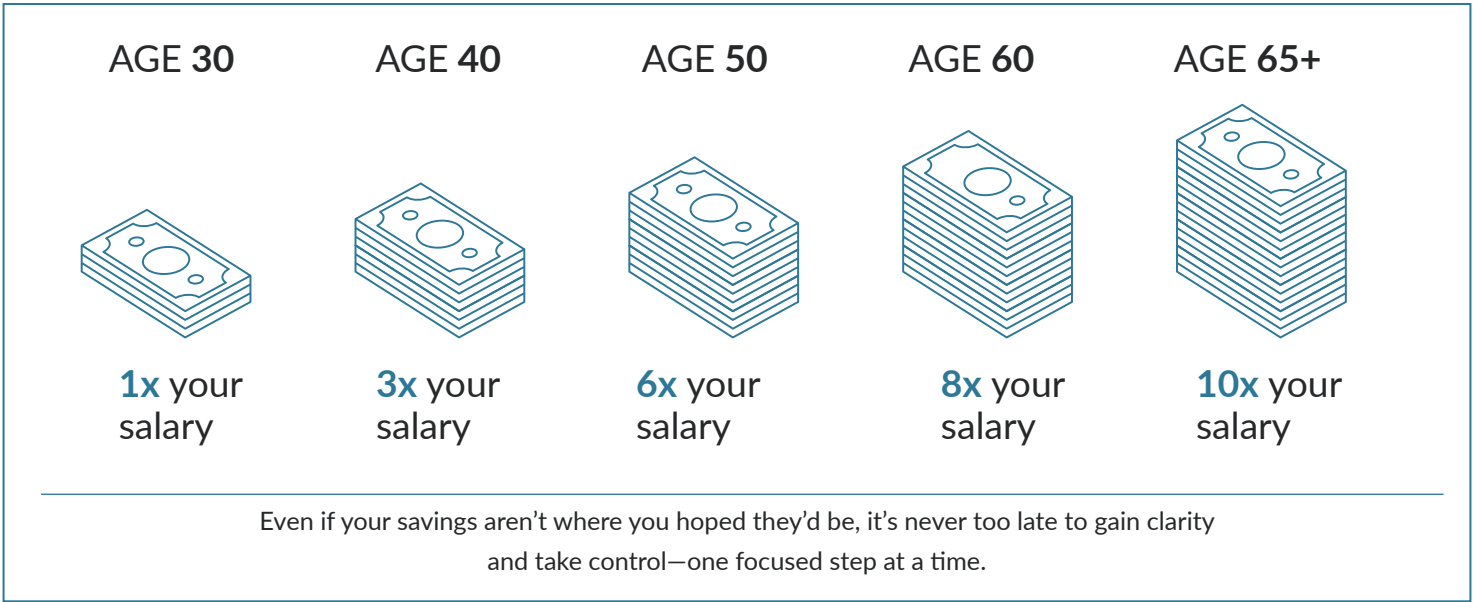 AGE 30
AGE 40
AGE 50
AGE 60
AGE 65+
1x your
salary
3x your
salary
6x your
salary
8x your
salary
10x your
salary
Even if your savings aren’t where you hoped they’d be, it’s never too late to gain clarity
and take control—one focused step at a time.